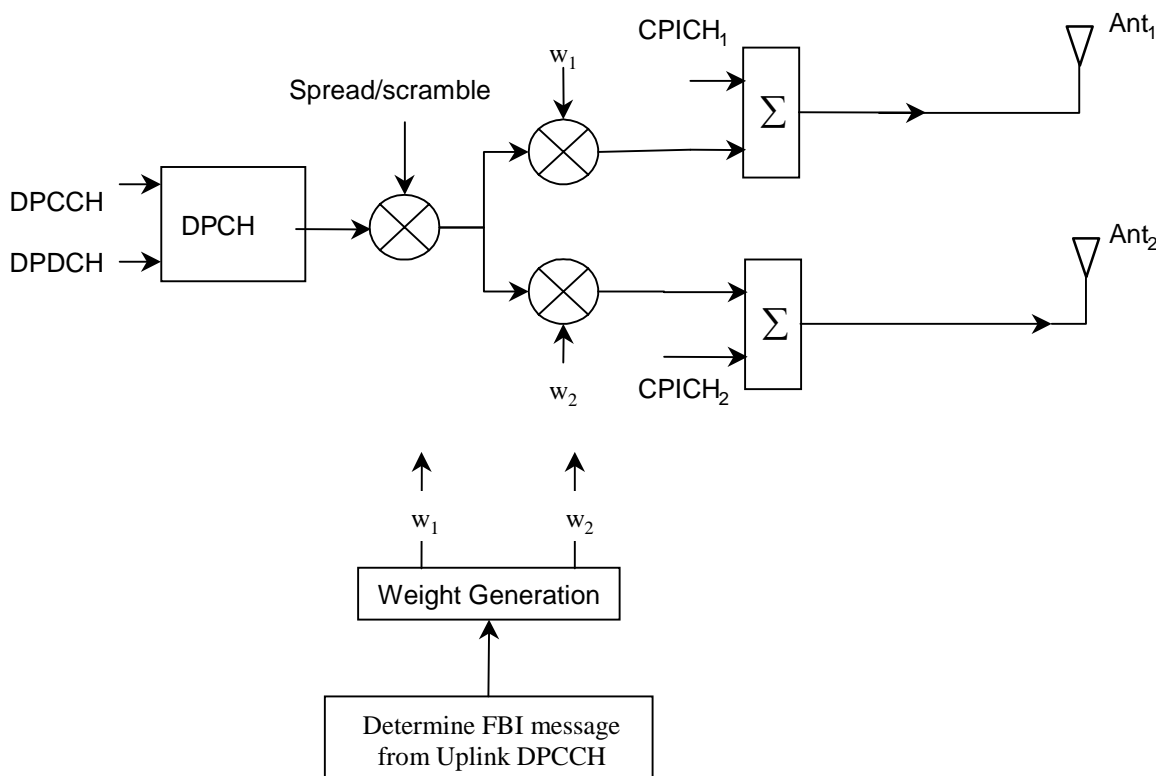 CPICH₁
Ant₁
w₁
Spread/scramble
Σ
DPCCH
DPCH
DPDCH
Ant₂
Σ
w₂
CPICH₂
w₁
w₂
Weight Generation
Determine FBI message
from Uplink DPCCH